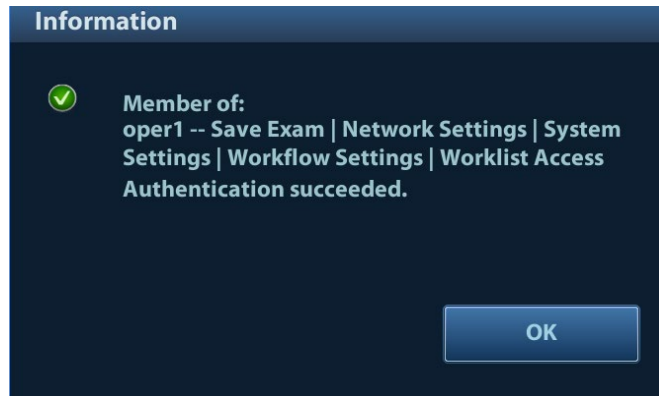 Information
Member of:
oper1 -- Save Exam | Network Settings | System
Settings | Workflow Settings | Worklist Access
Authentication succeeded.
OK